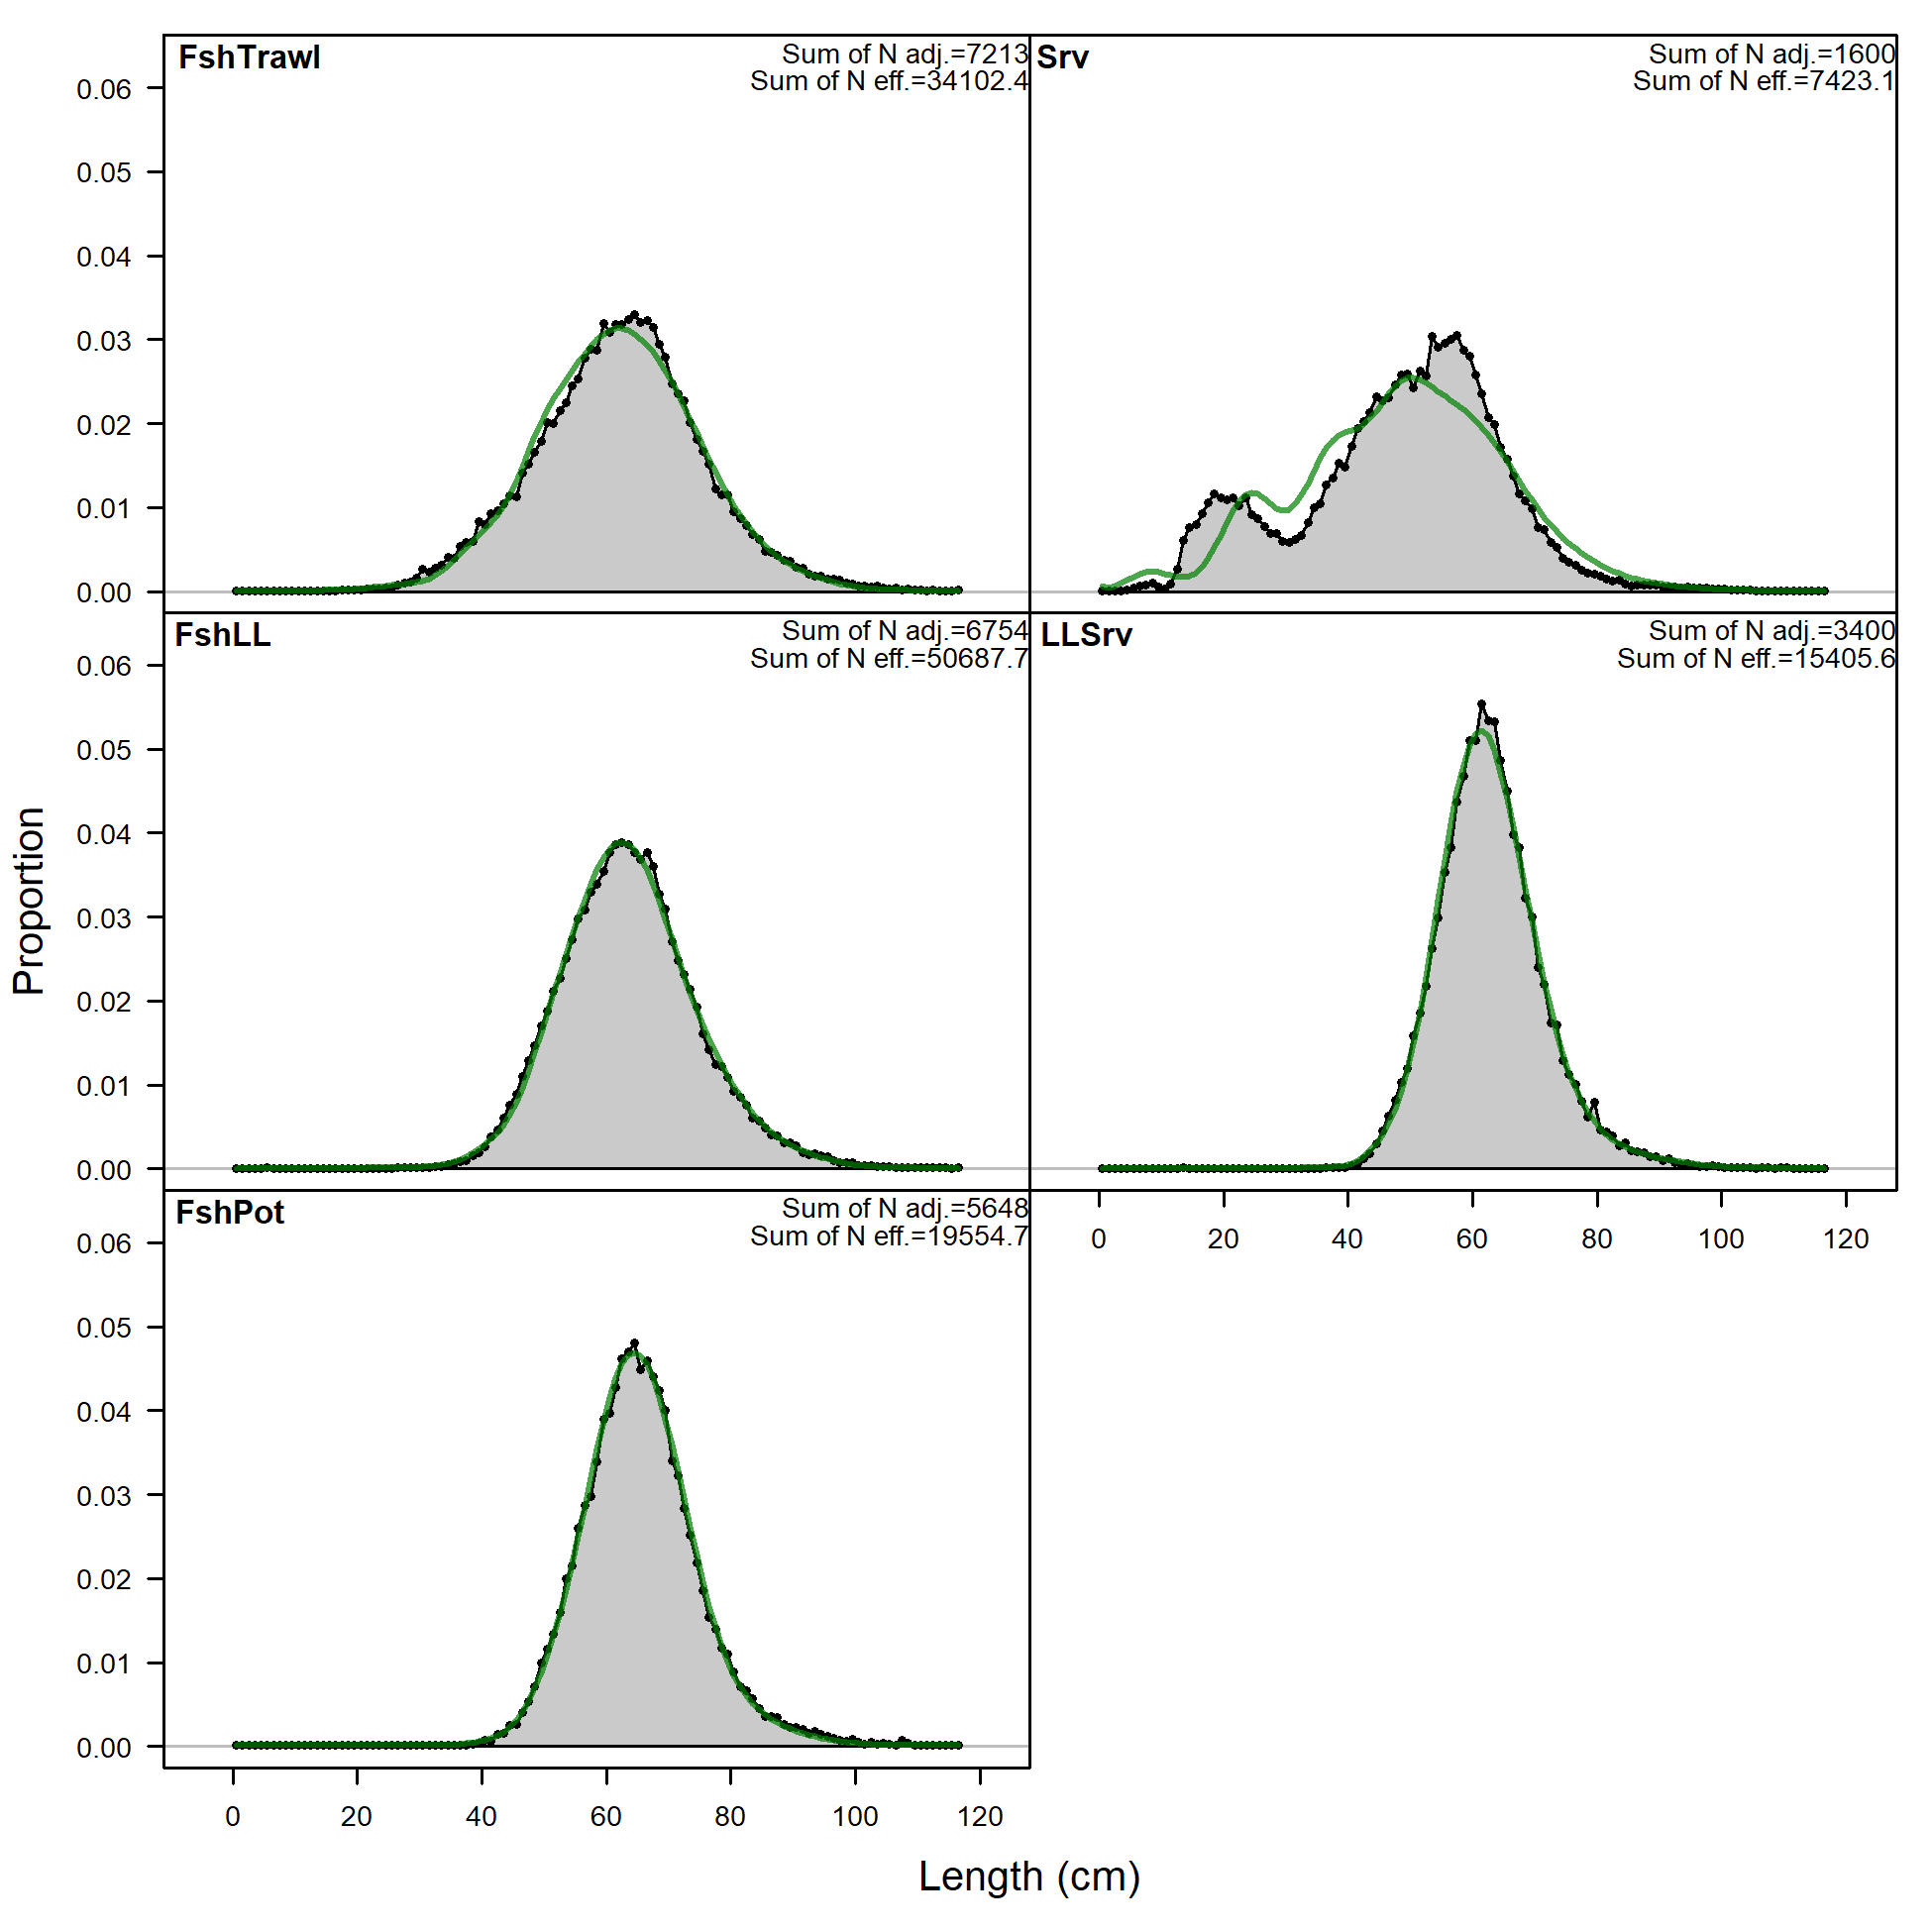 FshTrawl
Sum of N adj.=7213
Sum of N eff.=34102.4
0.06
0.05
0.04
0.03
0.02
0.01
0.00
Srv
Sum of N adj.=1600
Sum of N eff.=7423.1
FshLL
Sum of N adj.=6754
Sum of N eff.=50687.7
0.06
0.05
0.04
0.03
0.02
0.01
0.00
LLSrv
Sum of N adj.=3400
Sum of N eff.=15405.6
0 20 40 60 80 100 120
FshPot
Sum of N adj.=5648
Sum of N eff.=19554.7
0.06
0.05
0.04
0.03
0.02
0.01
0.00
0 20 40 60 80 100 120
Proportion
Length (cm)